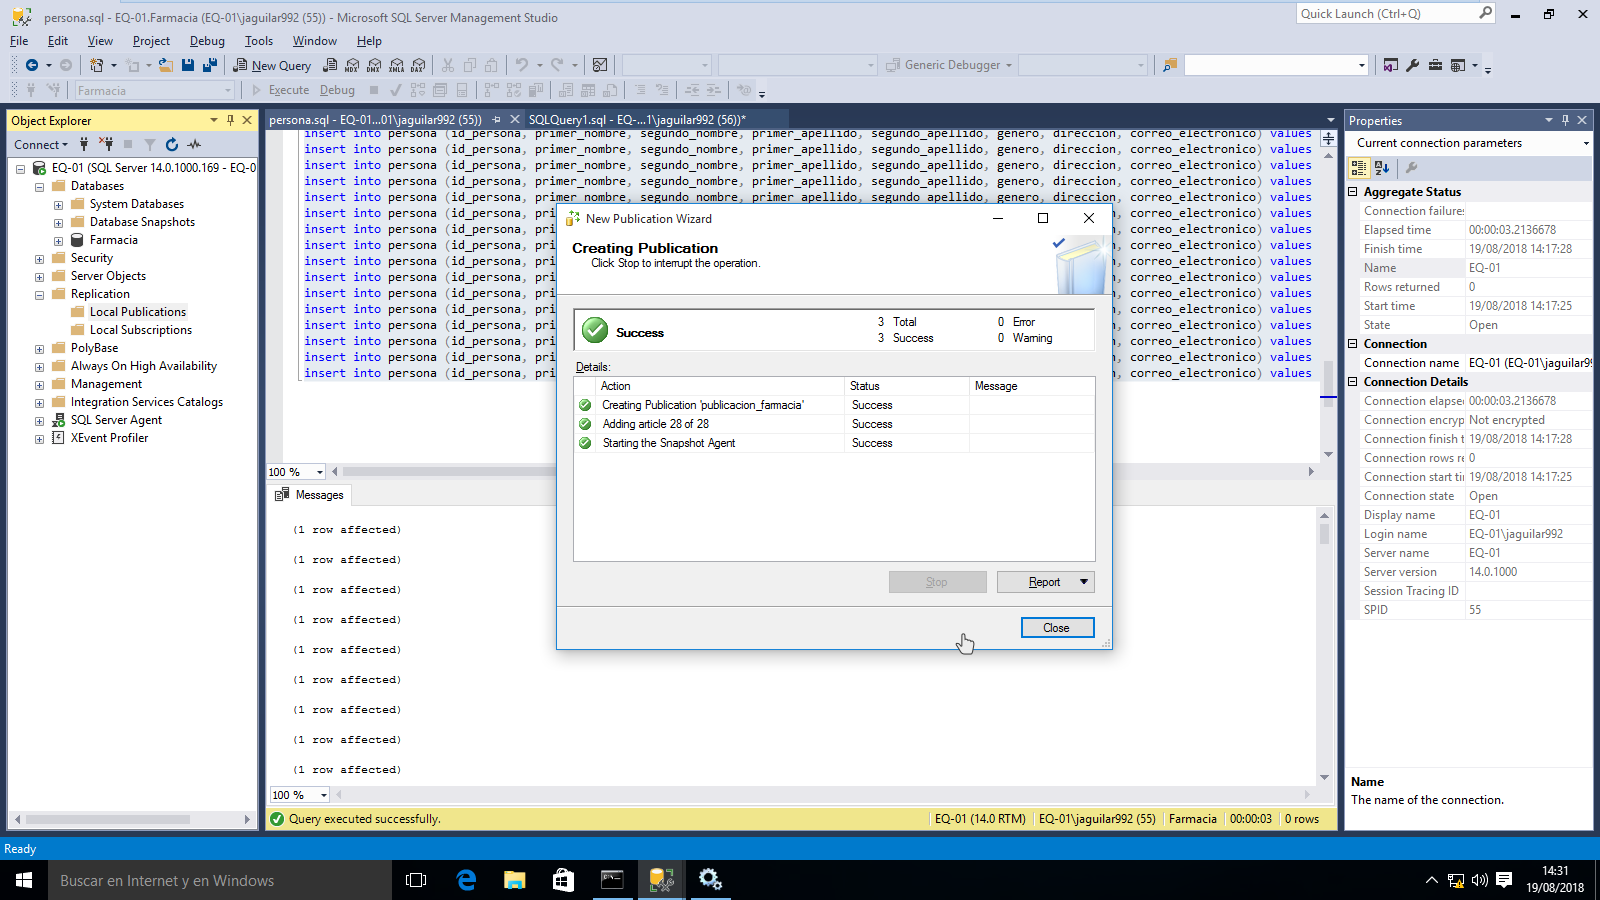 persona.sql - EQ-01.Farmacia (EQ-01\jaguilar992 (55)) - Microsoft SQL Server Management Studio
Quick Launch (Ctrl+Q)
File Edit View Project Debug Tools Window Help
New Query MDX DMX XMLA DAX Generic Debugger
Farmacia Execute Debug
Object Explorer
Connect
EQ-01 (SQL Server 14.0.1000.169 - EQ-0
Databases
System Databases
Database Snapshots
Farmacia
Security
Server Objects
Replication
Local Publications
Local Subscriptions
PolyBase
Always On High Availability
Management
Integration Services Catalogs
SQL Server Agent
XEvent Profiler
persona.sql - EQ-01...01\jaguilar992 (55)) SQLQuery1.sql - EQ-...1\jaguilar992 (56))*
insert into persona (id_persona, primer_nombre, segundo_nombre, primer_apellido, segundo_apellido, genero, direccion, correo_electronico) values
insert into persona (id_persona, primer_nombre, segundo_nombre, primer_apellido, segundo_apellido, genero, direccion, correo_electronico) values
insert into persona (id_persona, primer_nombre, segundo_nombre, primer_apellido, segundo_apellido, genero, direccion, correo_electronico) values
insert into persona (id_persona, primer_nombre, segundo_nombre, primer_apellido, segundo_apellido, genero, direccion, correo_electronico) values
insert into persona (id_persona, primer_nombre, segundo_nombre, primer_apellido, segundo_apellido, genero, direccion, correo_electronico) values
insert into persona (id_persona, pri , correo_electronico) values
insert into persona (id_persona, pri , correo_electronico) values
insert into persona (id_persona, pri , correo_electronico) values
insert into persona (id_persona, pri , correo_electronico) values
insert into persona (id_persona, pri , correo_electronico) values
insert into persona (id_persona, pri , correo_electronico) values
insert into persona (id_persona, pri , correo_electronico) values
insert into persona (id_persona, pri , correo_electronico) values
insert into persona (id_persona, pri , correo_electronico) values
insert into persona (id_persona, pri , correo_electronico) values
insert into persona (id_persona, pri , correo_electronico) values
100 %
Messages
(1 row affected)
(1 row affected)
(1 row affected)
(1 row affected)
(1 row affected)
(1 row affected)
(1 row affected)
(1 row affected)
(1 row affected)
100 %
Query executed successfully. EQ-01 (14.0 RTM) EQ-01\jaguilar992 (55) Farmacia 00:00:03 0 rows
New Publication Wizard
Creating Publication
Click Stop to interrupt the operation.
Success
3 Total 0 Error
3 Success 0 Warning
Details:
Action Status Message
Creating Publication 'publicacion_farmacia' Success
Adding article 28 of 28 Success
Starting the Snapshot Agent Success
Stop Report
Close
Properties
Current connection parameters
Aggregate Status
Connection failures
Elapsed time 00:00:03.2136678
Finish time 19/08/2018 14:17:28
Name EQ-01
Rows returned 0
Start time 19/08/2018 14:17:25
State Open
Connection
Connection name EQ-01 (EQ-01\jaguilar99
Connection Details
Connection elapse 00:00:03.2136678
Connection encryp Not encrypted
Connection finish t 19/08/2018 14:17:28
Connection rows re 0
Connection start ti 19/08/2018 14:17:25
Connection state Open
Display name EQ-01
Login name EQ-01\jaguilar992
Server name EQ-01
Server version 14.0.1000
Session Tracing ID
SPID 55
Name
The name of the connection.
Ready
Buscar en Internet y en Windows
14:31
19/08/2018